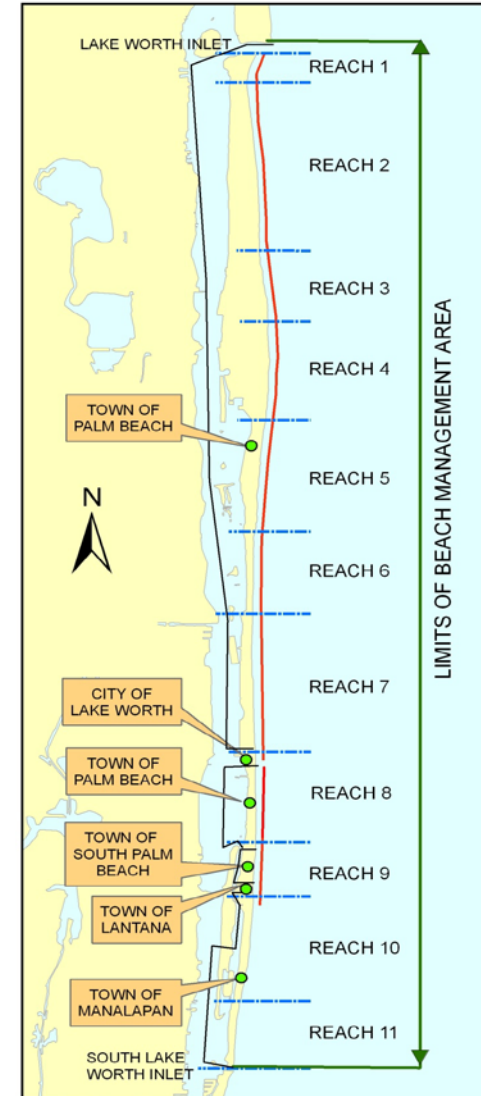 LAKE WORTH INLET
REACH 1
REACH 2
REACH 3
REACH 4
TOWN OF
PALM BEACH
REACH 5
N
REACH 6
LIMITS OF BEACH MANAGEMENT AREA
REACH 7
CITY OF
LAKE WORTH
TOWN OF
PALM BEACH
REACH 8
TOWN OF
SOUTH PALM
BEACH
REACH 9
TOWN OF
LANTANA
REACH 10
TOWN OF
MANALAPAN
REACH 11
SOUTH LAKE
WORTH INLET